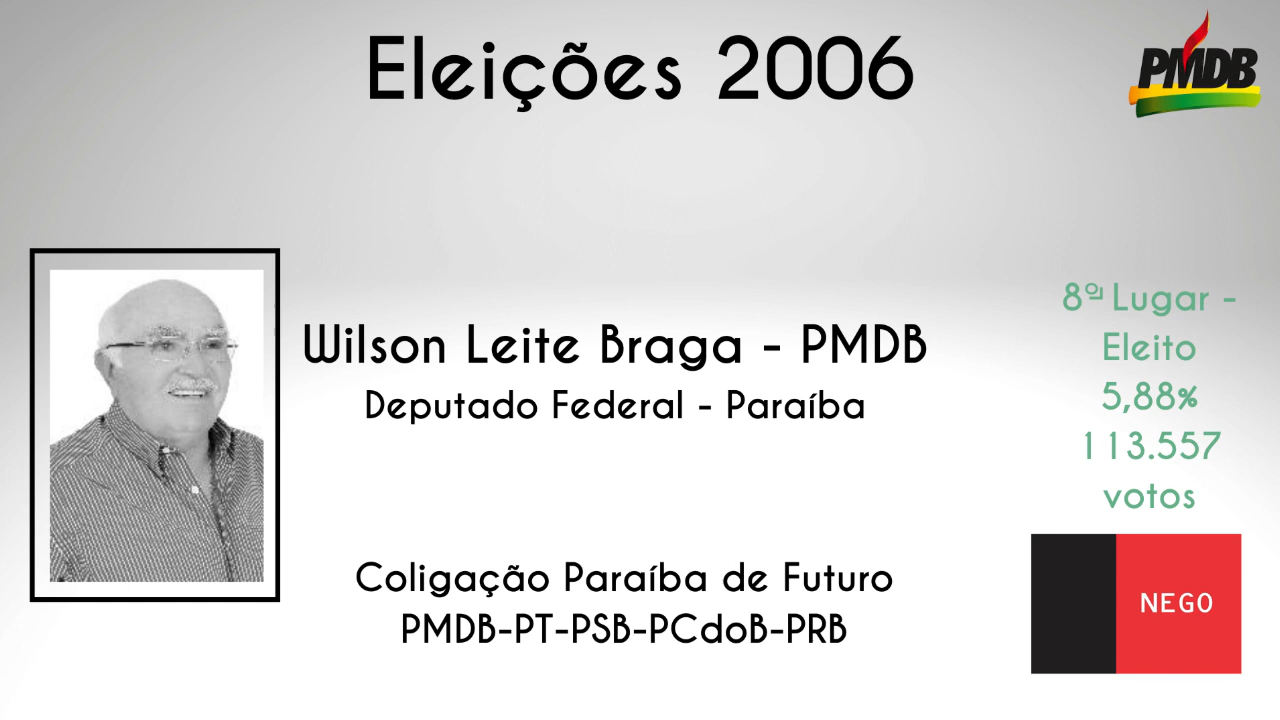 Eleições 2006
PMDB
Wilson Leite Braga - PMDB
Deputado Federal - Paraíba
8º Lugar -
Eleito
5,88%
113.557
votos
Coligação Paraíba de Futuro
PMDB-PT-PSB-PCdoB-PRB
NEGO